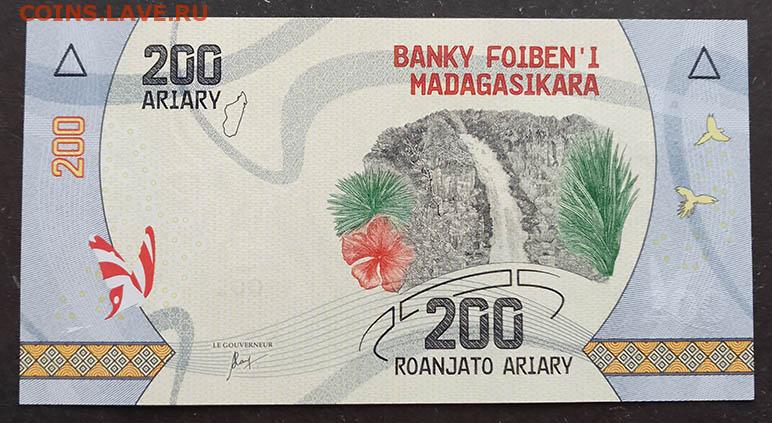 COINS.LAVE.RU
200
ARIARY
BANKY FOIBEN'I
MADAGASIKARA
200
200
ROANJATO ARIARY
LE GOUVERNEUR